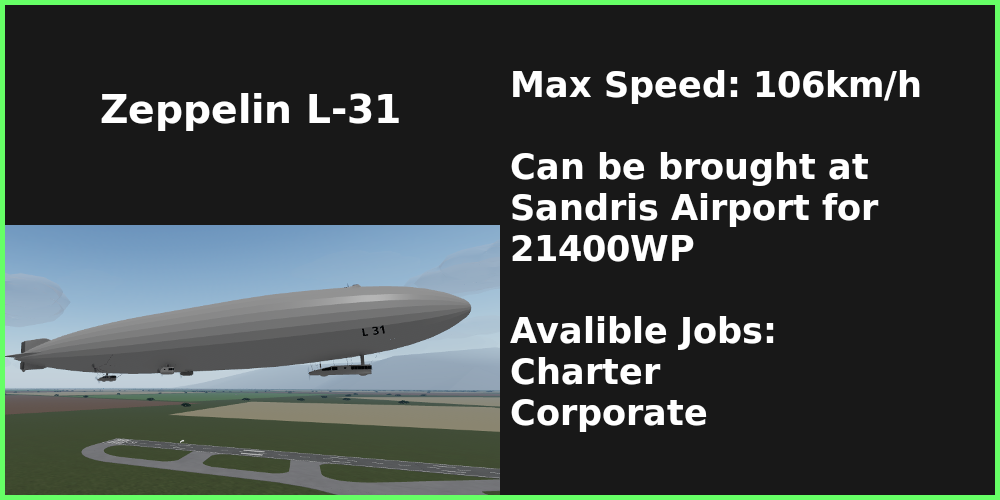 Zeppelin L-31
Max Speed: 106km/h
Can be brought at
Sandris Airport for
21400WP
Avalible Jobs:
Charter
Corporate
L 31